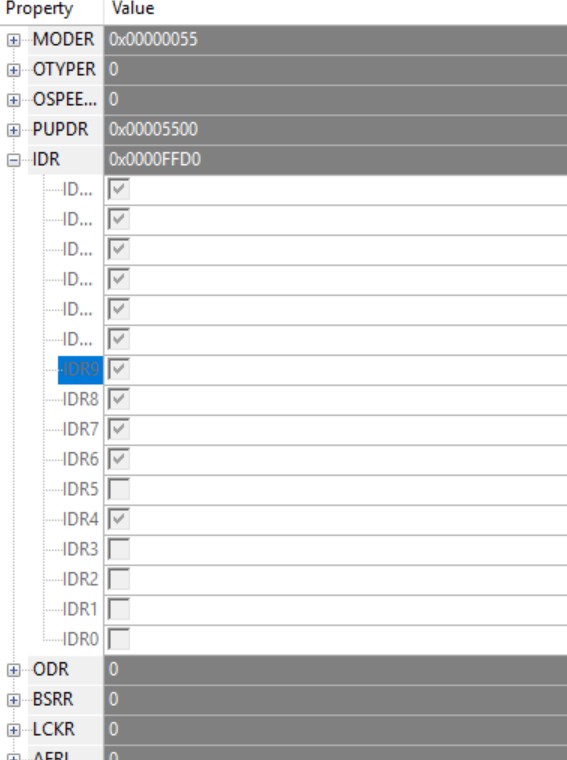 Property Value
MODER 0x00000055
OTYPER 0
OSPEE... 0
PUPDR 0x00005500
IDR 0x0000FFD0
ID...
ID...
ID...
ID...
ID...
ID...
IDR9
IDR8
IDR7
IDR6
IDR5
IDR4
IDR3
IDR2
IDR1
IDR0
ODR 0
BSRR 0
LCKR 0
AFRL 0